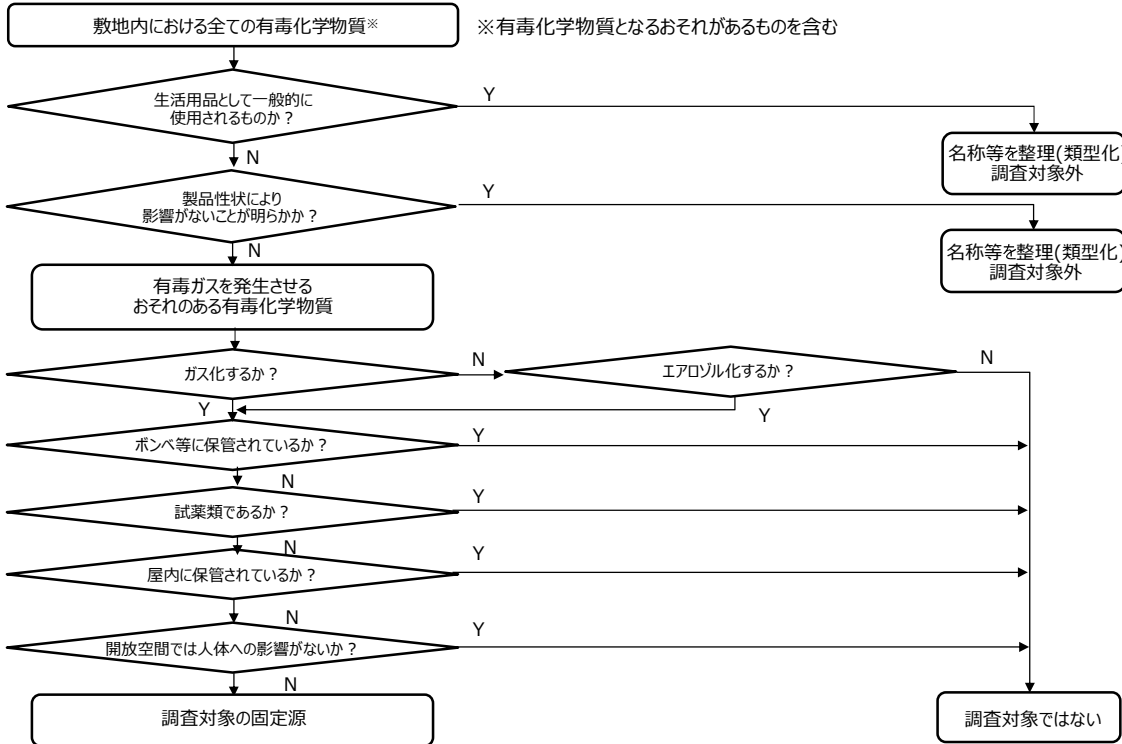 敷地内における全ての有毒化学物質※
※有毒化学物質となるおそれがあるものを含む
生活用品として一般的に
使用されるものか？
Y
N
名称等を整理(類型化)
調査対象外
製品性状により
影響がないことが明らかか？
Y
N
名称等を整理(類型化)
調査対象外
有毒ガスを発生させる
おそれのある有毒化学物質
ガス化するか？
N
エアロゾル化するか？
N
Y
Y
ボンベ等に保管されているか？
Y
N
試薬類であるか？
Y
N
屋内に保管されているか？
Y
N
開放空間では人体への影響がないか？
Y
N
調査対象の固定源
調査対象ではない